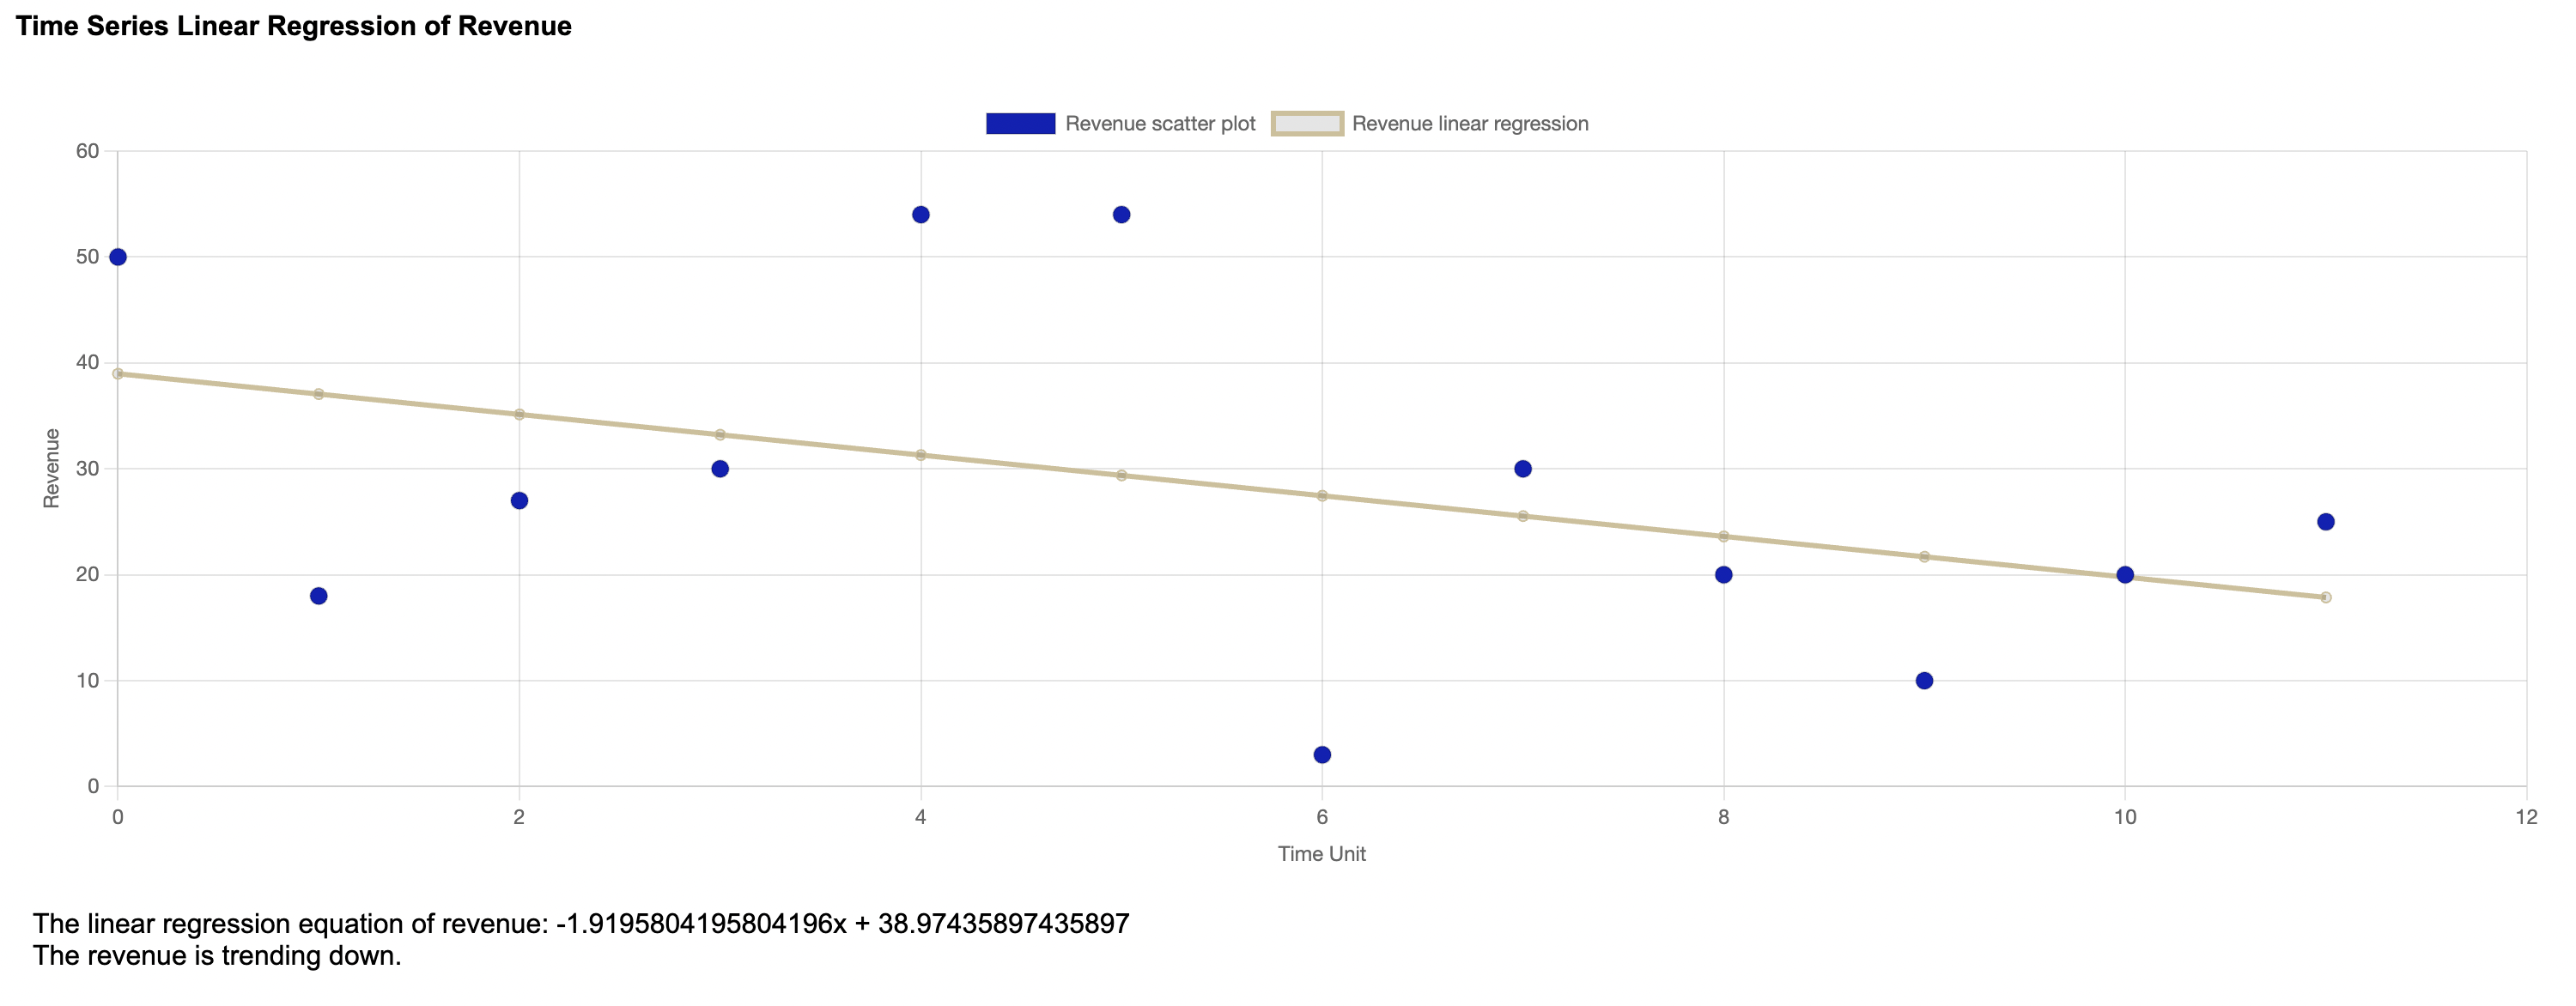 Time Series Linear Regression of Revenue
Revenue scatter plot Revenue linear regression
60
50
40
30
20
10
0
Revenue
0 2 4 6 8 10 12
Time Unit
The linear regression equation of revenue: -1.9195804195804196x + 38.97435897435897
The revenue is trending down.